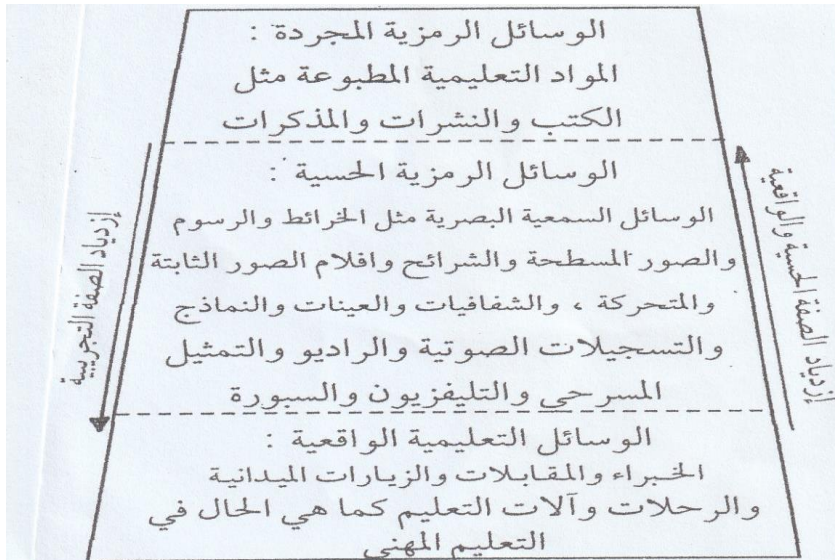 الوسائل الرمزية المجردة :
المواد التعليمية المطبوعة مثل
الكتب والنشرات والمذكرات
الوسائل الرمزية الحسية :
الوسائل السمعية البصرية مثل الخرائط والرسوم
والصور المسطحة والشرائح وافلام الصور الثابتة
والمتحركة ، والشفافيات والعينات والنماذج
والتسجيلات الصوتية والراديو والتمثيل
المسرحي والتليفزيون والسبورة
الوسائل التعليمية الواقعية :
الخبراء والمقابلات والزيارات الميدانية
والرحلات وآلات التعليم كما هي الحال في
التعليم المهني
إزدياد الصفة الحسية والواقعية
إزدياد الصفة التجريبية